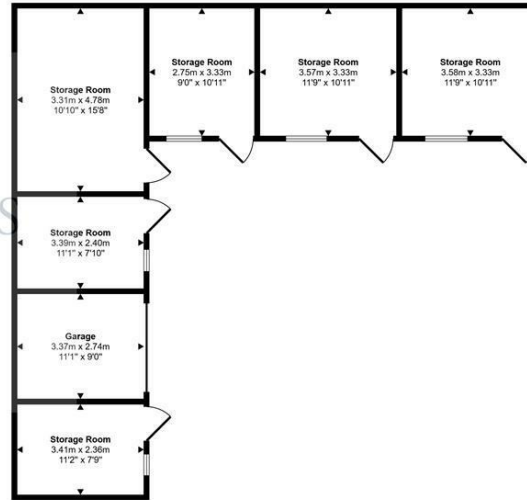 Storage Room
3.31m x 4.78m
10'10" x 15'8"
Storage Room
2.75m x 3.33m
9'0" x 10'11"
Storage Room
3.57m x 3.33m
11'9" x 10'11"
Storage Room
3.58m x 3.33m
11'9" x 10'11"
S
Storage Room
3.39m x 2.40m
11'1" x 7'10"
Garage
3.37m x 2.74m
11'1" x 9'0"
Storage Room
3.41m x 2.36m
11'2" x 7'9"